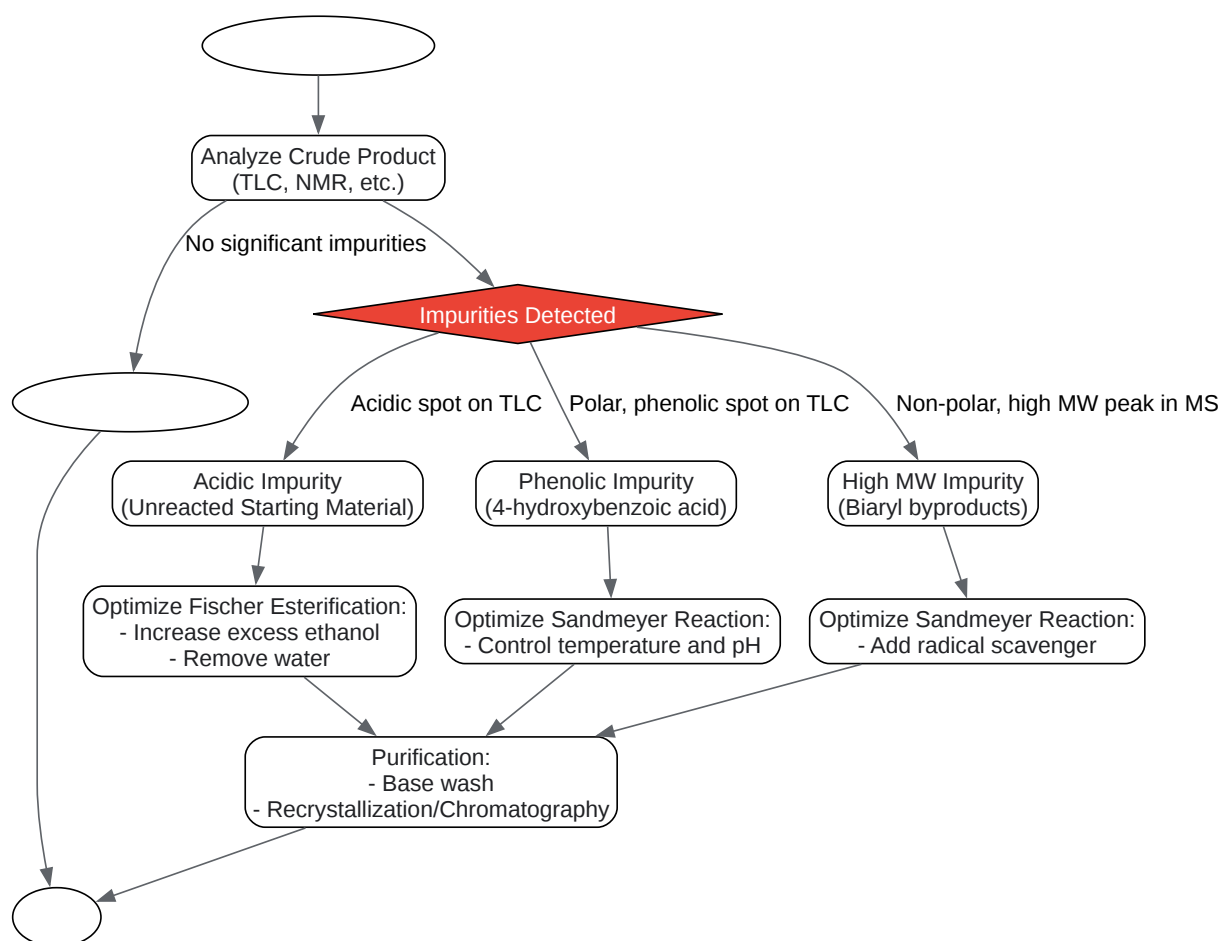 Analyze Crude Product
(TLC, NMR, etc.)
No significant impurities
Impurities Detected
Acidic spot on TLC
Polar, phenolic spot on TLC
Non-polar, high MW peak in MS
Acidic Impurity
(Unreacted Starting Material)
Phenolic Impurity
(4-hydroxybenzoic acid)
High MW Impurity
(Biaryl byproducts)
Optimize Fischer Esterification:
- Increase excess ethanol
- Remove water
Optimize Sandmeyer Reaction:
- Control temperature and pH
Optimize Sandmeyer Reaction:
- Add radical scavenger
Purification:
- Base wash
- Recrystallization/Chromatography